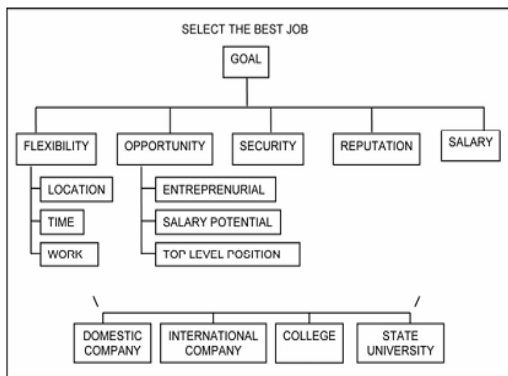 SELECT THE BEST JOB
GOAL
FLEXIBILITY
OPPORTUNITY
SECURITY
REPUTATION
SALARY
LOCATION
ENTREPRENURIAL
TIME
SALARY POTENTIAL
WORK
TOP LEVEL POSITION
\ /
DOMESTIC
COMPANY
INTERNATIONAL
COMPANY
COLLEGE
STATE
UNIVERSITY